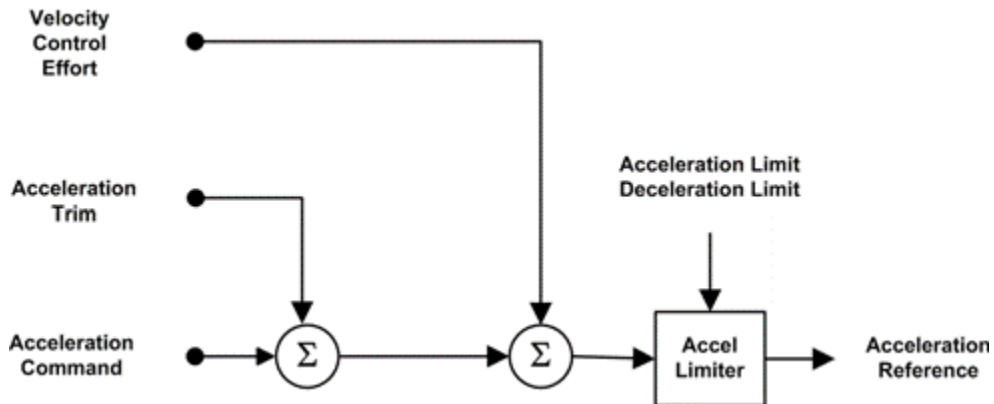 Velocity
Control
Effort
Acceleration Limit
Deceleration Limit
Acceleration
Trim
Acceleration
Command
Σ
Σ
Accel
Limiter
Acceleration
Reference